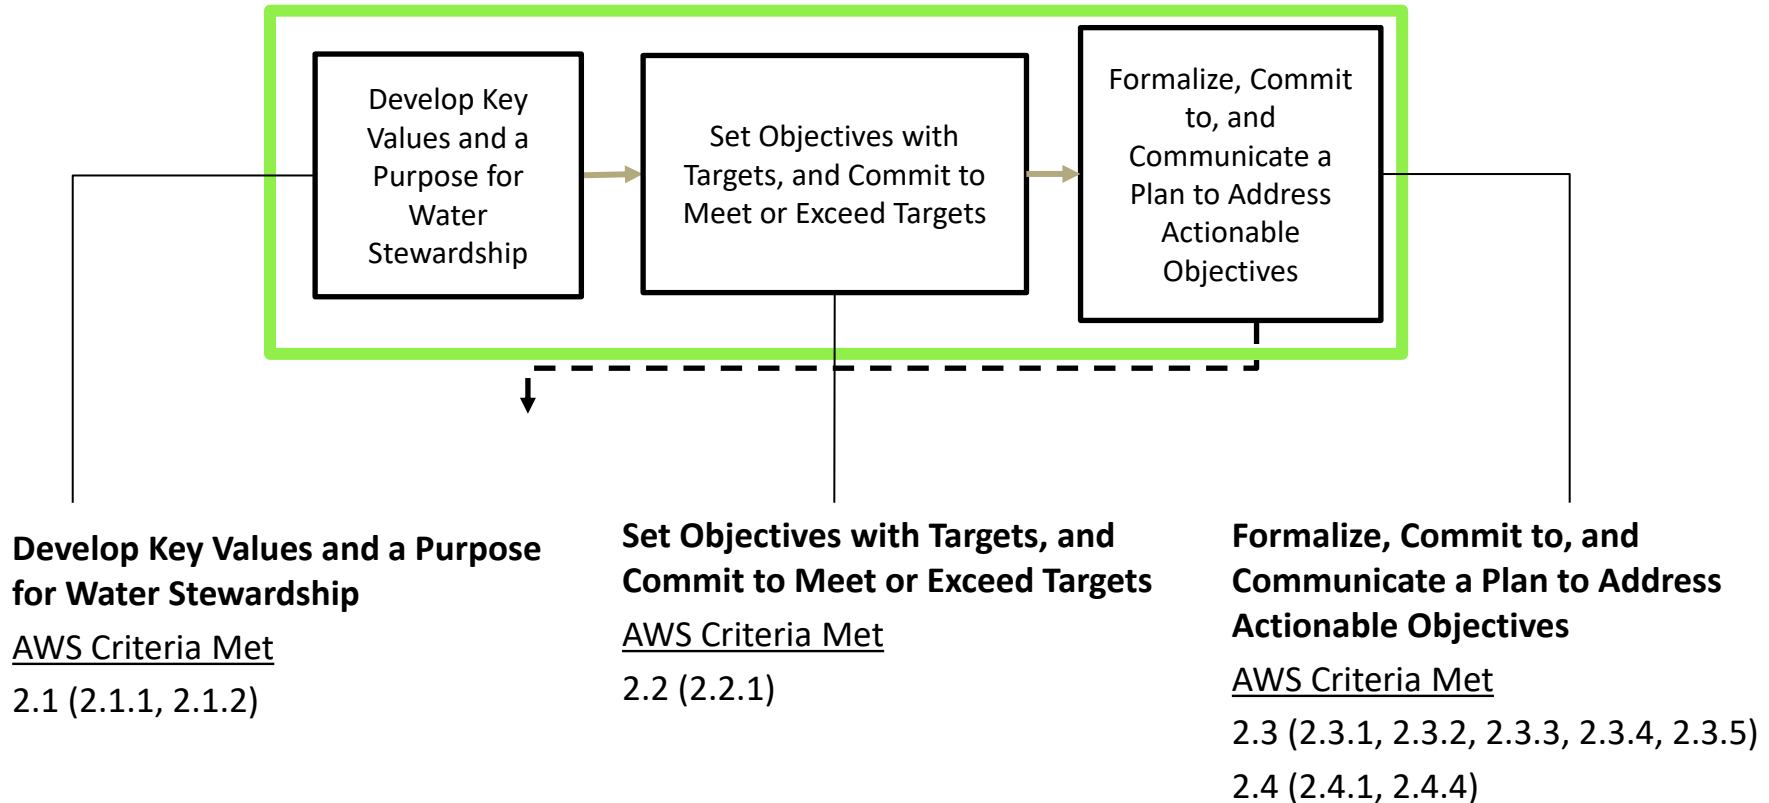 Develop Key
Values and a
Purpose for
Water
Stewardship
Set Objectives with
Targets, and Commit to
Meet or Exceed Targets
Formalize, Commit
to, and
Communicate a
Plan to Address
Actionable
Objectives
Develop Key Values and a Purpose
for Water Stewardship
AWS Criteria Met
2.1 (2.1.1, 2.1.2)
Set Objectives with Targets, and
Commit to Meet or Exceed Targets
AWS Criteria Met
2.2 (2.2.1)
Formalize, Commit to, and
Communicate a Plan to Address
Actionable Objectives
AWS Criteria Met
2.3 (2.3.1, 2.3.2, 2.3.3, 2.3.4, 2.3.5)
2.4 (2.4.1, 2.4.4)